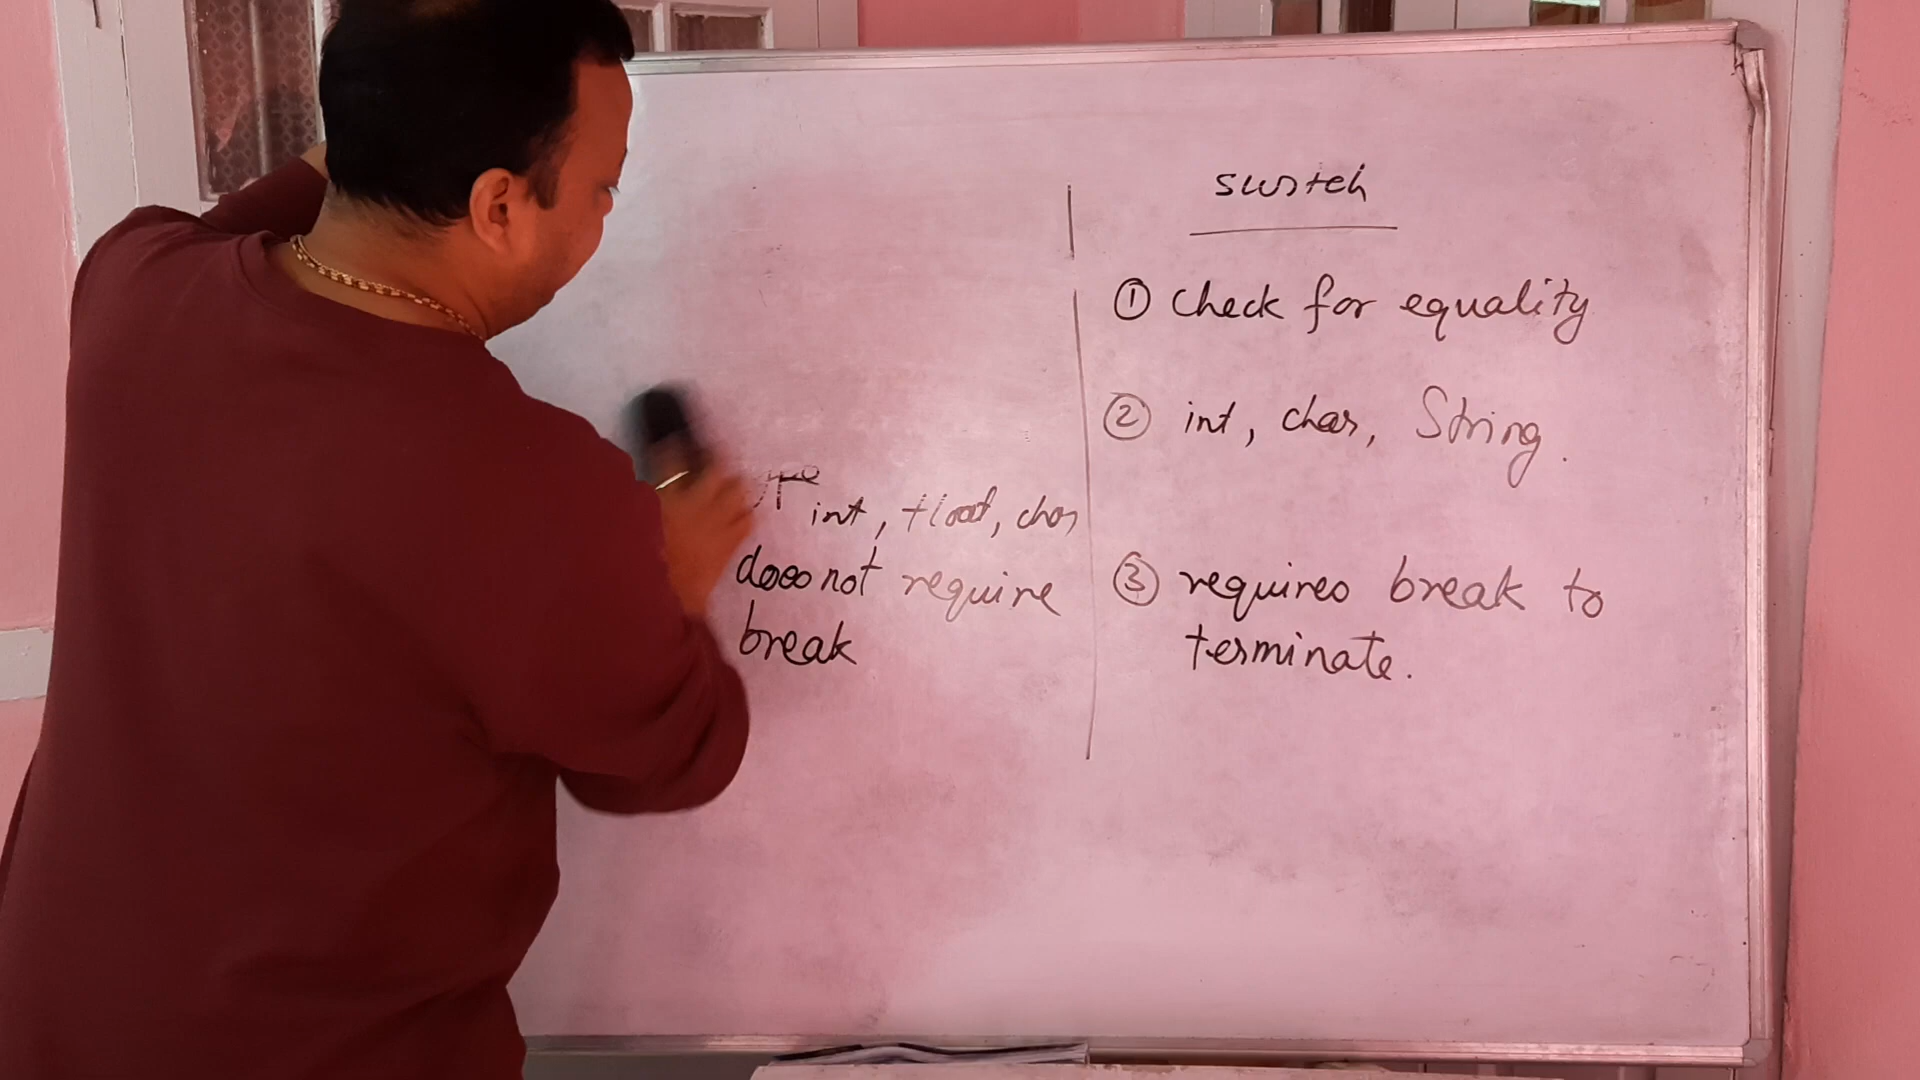 int, float, char
does not require
break
switch
① Check for equality
② int, char, String.
③ requires break to
terminate.